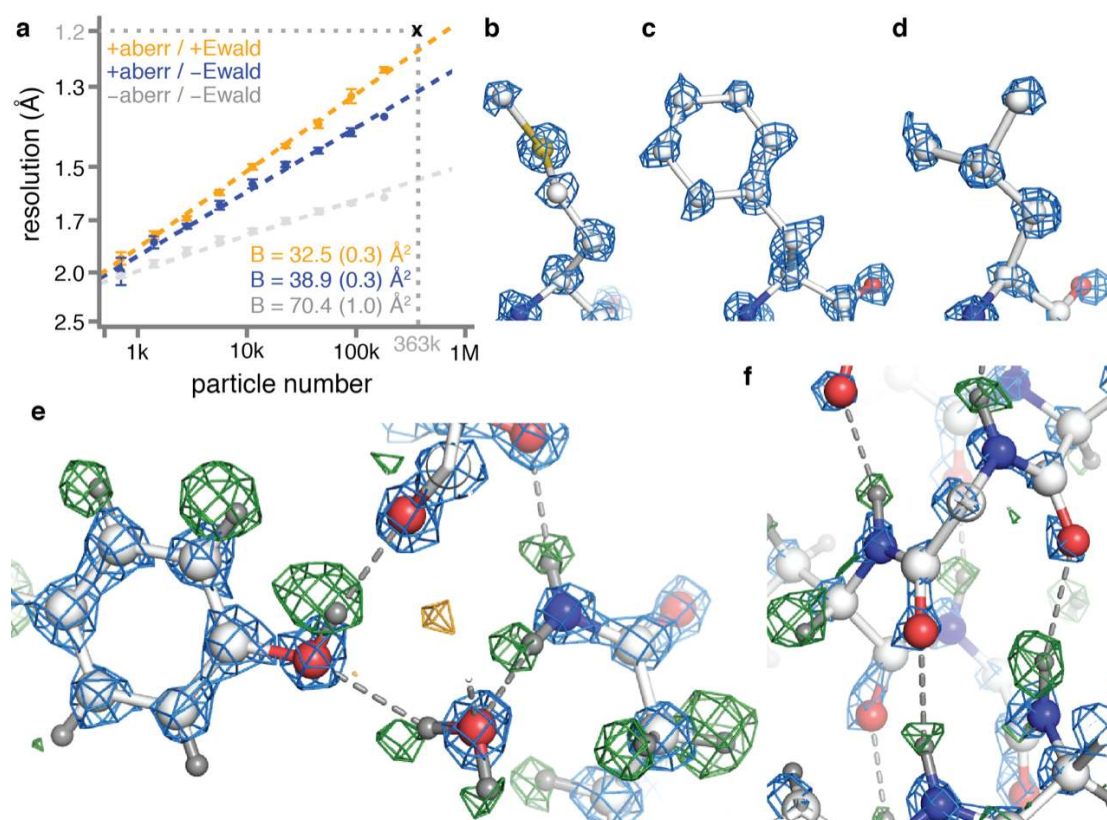 a
b
c
d
1.2
x
+aberr / +Ewald
+aberr / −Ewald
−aberr / −Ewald
1.3
1.5
1.7
2.0
2.5
resolution (Å)
B = 32.5 (0.3) Å²
B = 38.9 (0.3) Å²
B = 70.4 (1.0) Å²
1k
10k
100k
363k
1M
particle number
e
f